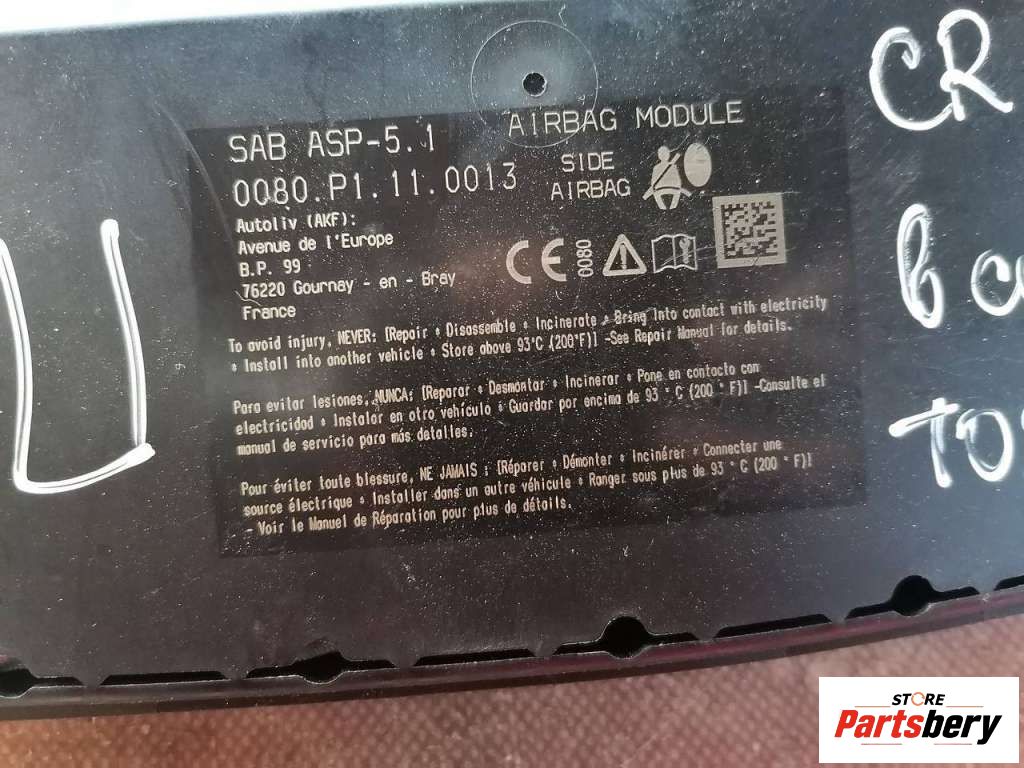 CR
SAB ASP-5.1
AIRBAG MODULE
0080.P1.11.0013
SIDE
AIRBAG
Autoliv (AKF):
Avenue de l'Europe
B.P. 99
76220 Gournay - en - Bray
France
CE
0080
To avoid injury, NEVER: [Repair * Disassemble * Incinerate * Bring Into contact with electricity
* Install into another vehicle * Store above 93°C (200°F)] -See Repair Manual for details.
Para evitar lesiones, NUNCA: [Reparar * Desmontar * Incinerar * Pone en contacto con
electricidad * Instalar en otro vehículo * Guardar por encima de 93 ° C (200 ° F)] -Consulte el
manual de servicio para más detalles.
Pour éviter toute blessure, NE JAMAIS : [Réparer * Démonter * Incinérer * Connecter une
source électrique * Installer dans un autre véhicule * Ranger sous plus de 93 ° C (200 ° F)]
- Voir le Manuel de Réparation pour plus de détails.
STORE
Partsbery